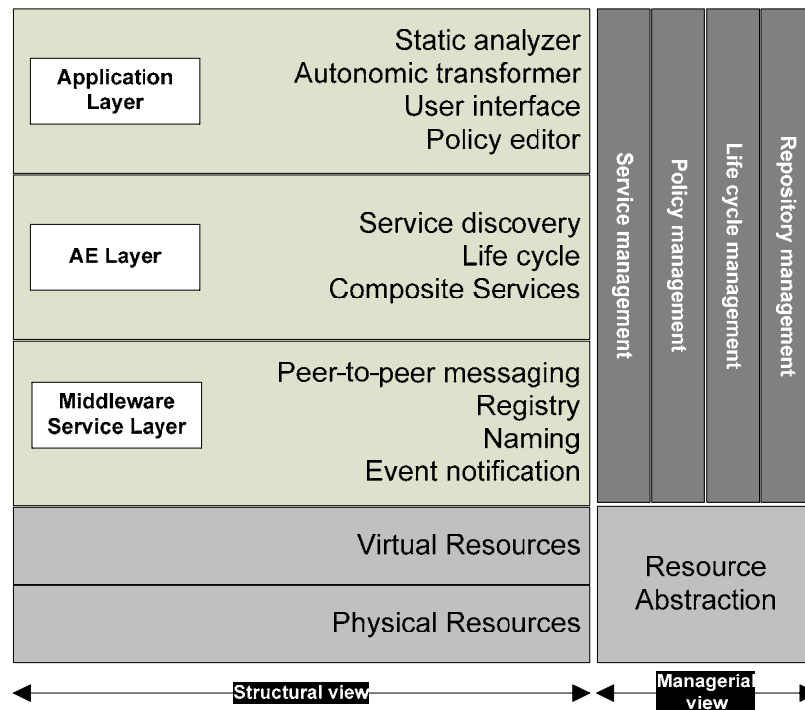 Application
Layer
Static analyzer
Autonomic transformer
User interface
Policy editor
AE Layer
Service discovery
Life cycle
Composite Services
Middleware
Service Layer
Peer-to-peer messaging
Registry
Naming
Event notification
Virtual Resources
Physical Resources
Service management
Policy management
Life cycle management
Repository management
Resource
Abstraction
Structural view
Managerial
view